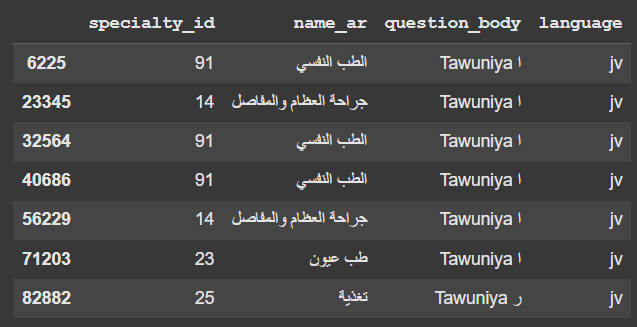 specialty_id name_ar question_body language
6225 91 الطب النفسي Tawuniya ا jv
23345 14 جراحة العظام والمفاصل Tawuniya ا jv
32564 91 الطب النفسي Tawuniya ا jv
40686 91 الطب النفسي Tawuniya ا jv
56229 14 جراحة العظام والمفاصل Tawuniya ا jv
71203 23 طب عيون Tawuniya ا jv
82882 25 تغذية Tawuniya ر jv